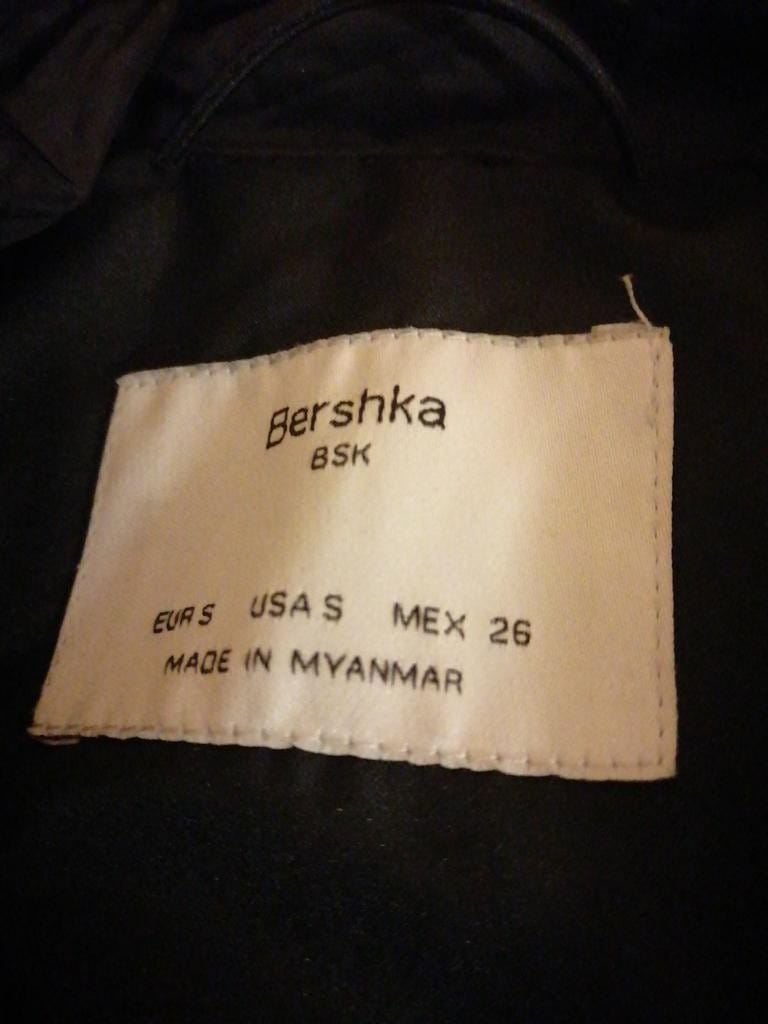 Bershka
BSK
EUR S USA S MEX 26
MADE IN MYANMAR